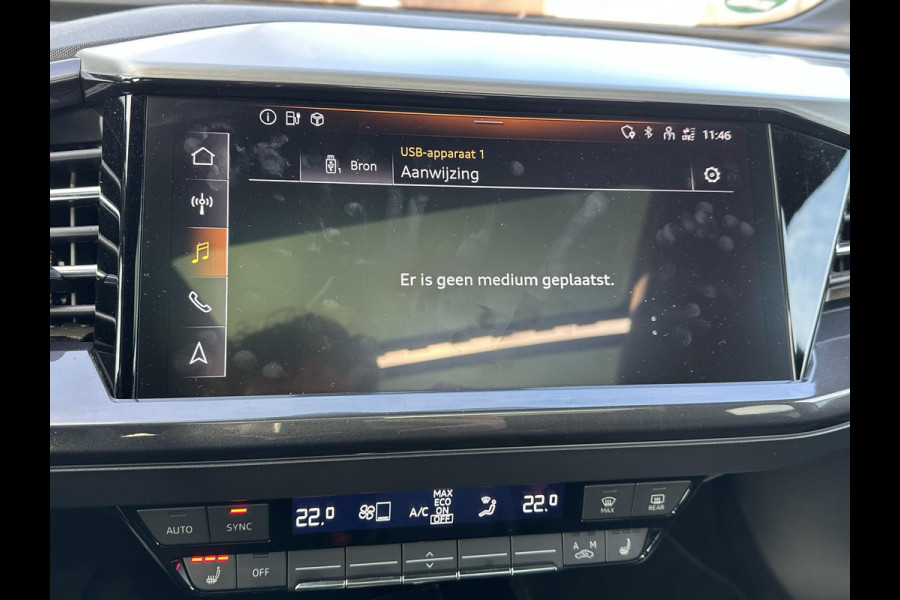 11:46
USB-apparaat 1
1 Bron
Aanwijzing
Er is geen medium geplaatst.
22.0
A/C
MAX
ECO
ON
OFF
22.0
AUTO
SYNC
MAX
REAR
OFF
A M